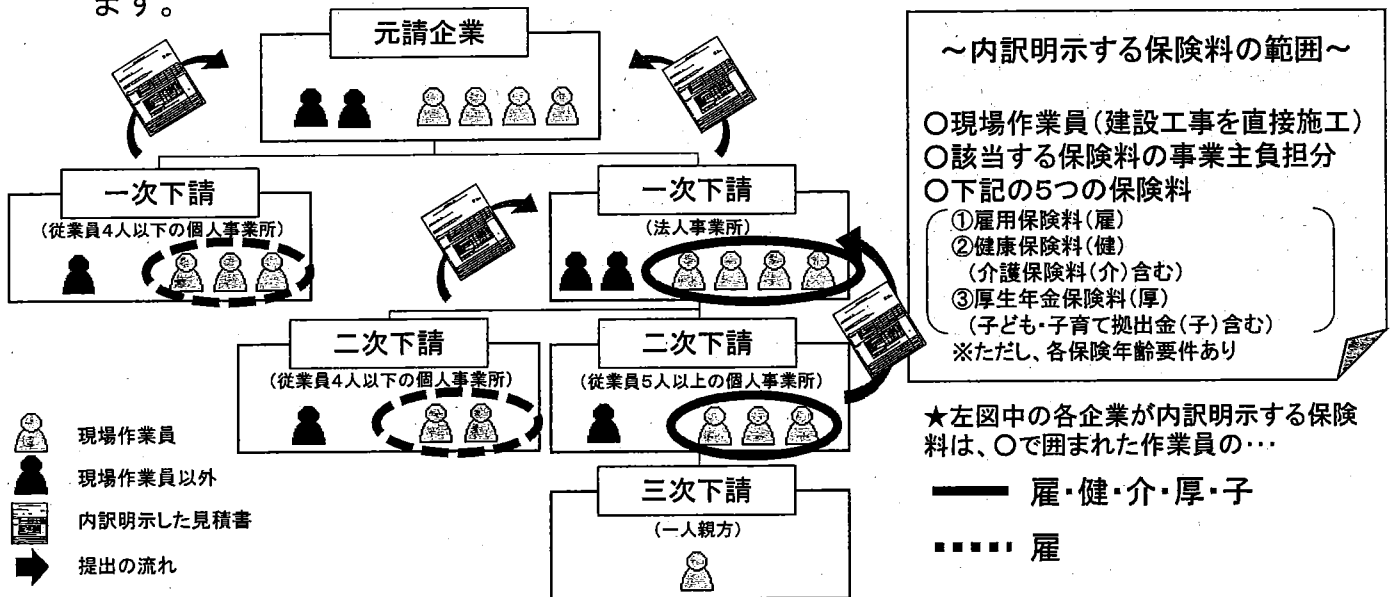 ます。
元請企業
一次下請
(従業員4人以下の個人事業所)
一次下請
(法人事業所)
二次下請
(従業員4人以下の個人事業所)
二次下請
(従業員5人以上の個人事業所)
三次下請
(一人親方)
現場作業員
現場作業員以外
内訳明示した見積書
提出の流れ
～内訳明示する保険料の範囲～
○現場作業員(建設工事を直接施工)
○該当する保険料の事業主負担分
○下記の5つの保険料
①雇用保険料(雇)
②健康保険料(健)
(介護保険料(介)含む)
③厚生年金保険料(厚)
(子ども・子育て拠出金(子)含む)
※ただし、各保険年齢要件あり
★左図中の各企業が内訳明示する保険
料は、○で囲まれた作業員の…
雇・健・介・厚・子
雇